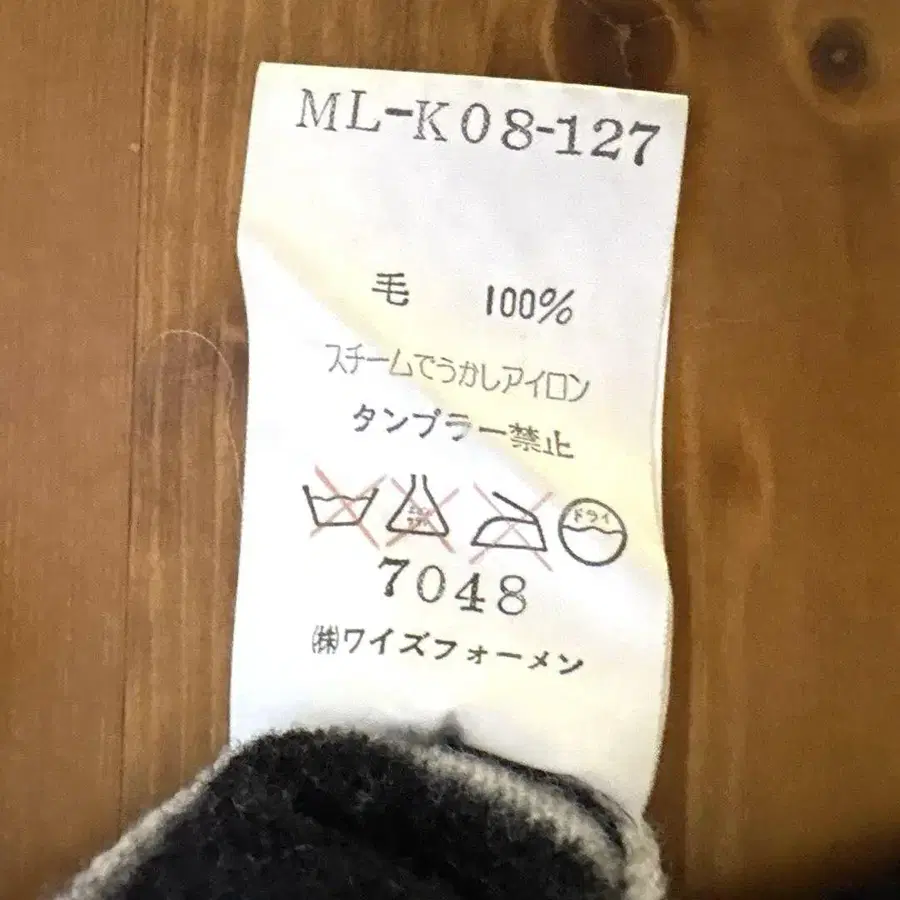 ML-K08-127
毛 100%
スチームでうかしアイロン
タンブラー禁止
ドライ
7048
㈱ワイズフォーメン